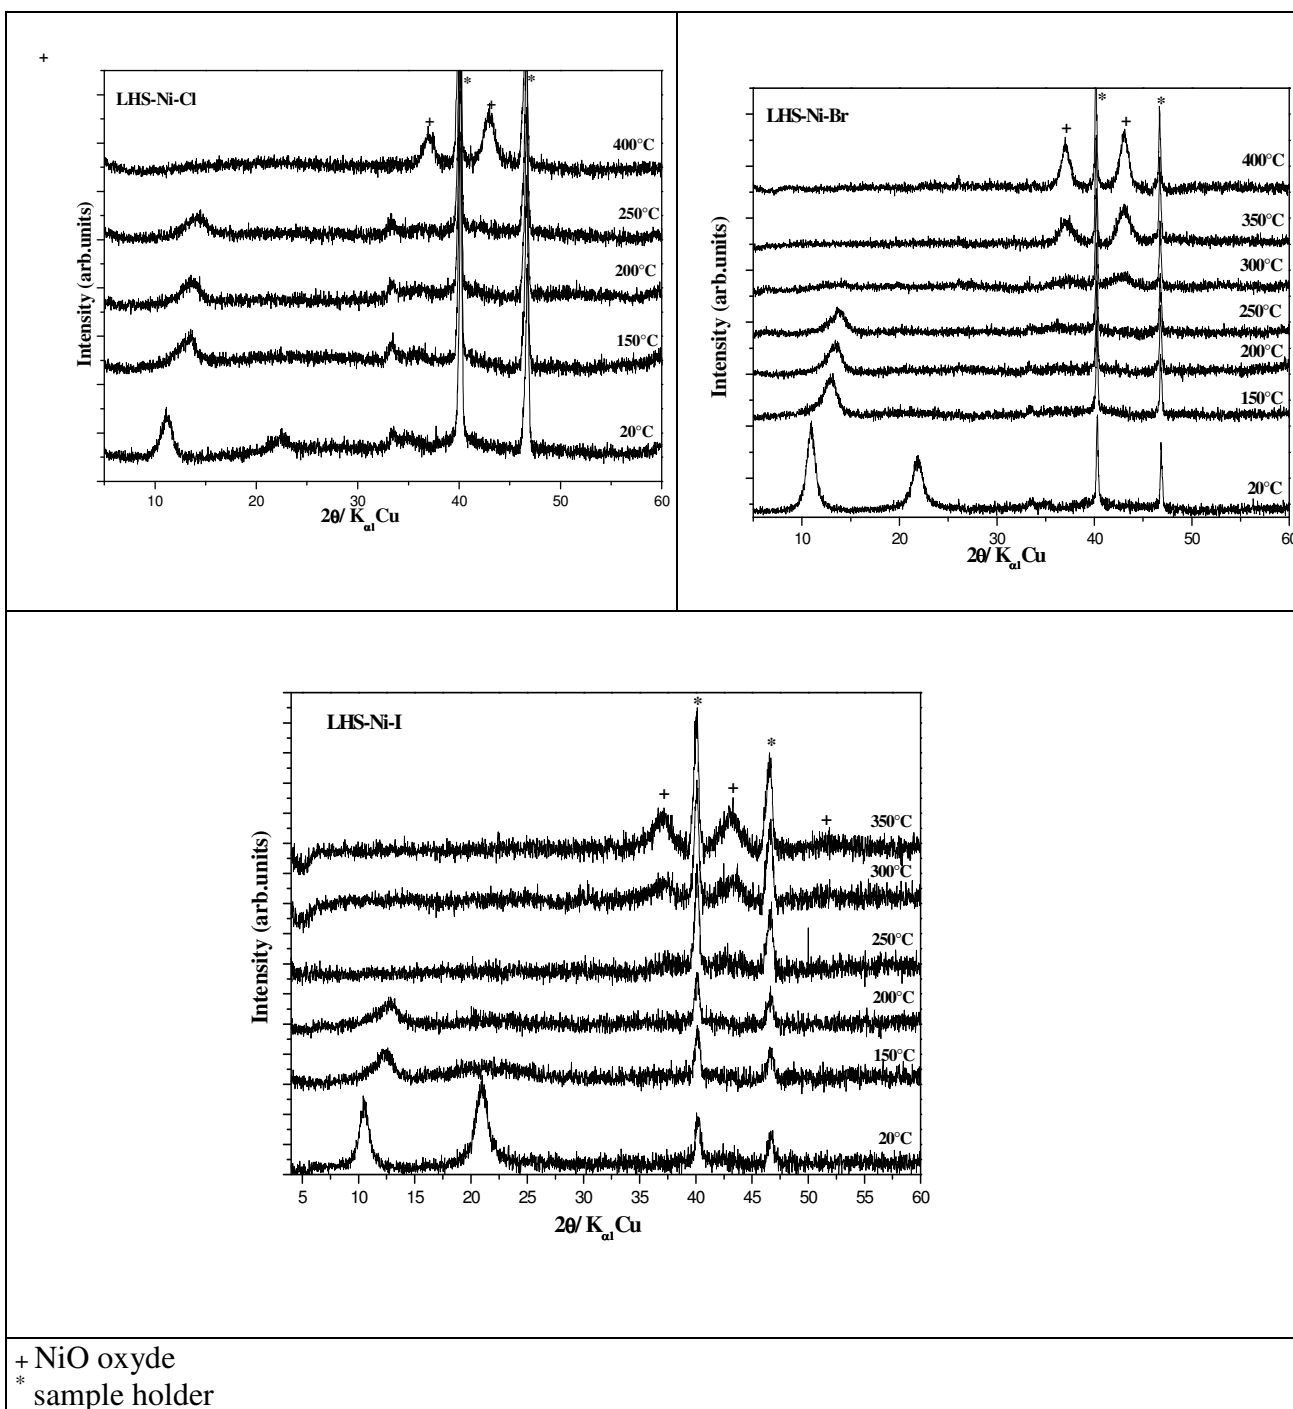 +
LHS-Ni-Cl
* *
+ +
400°C
250°C
200°C
150°C
20°C
Intensity (arb.units)
10 20 30 40 50 60
2θ/ Kα1Cu
LHS-Ni-Br
* *
+ +
400°C
350°C
300°C
250°C
200°C
150°C
20°C
Intensity (arb.units)
10 20 30 40 50 60
2θ/ Kα1Cu
LHS-Ni-I
*
*
+ +
+
350°C
300°C
250°C
200°C
150°C
20°C
Intensity (arb.units)
5 10 15 20 25 30 35 40 45 50 55 60
2θ/ Kα1Cu
+ NiO oxyde
* sample holder